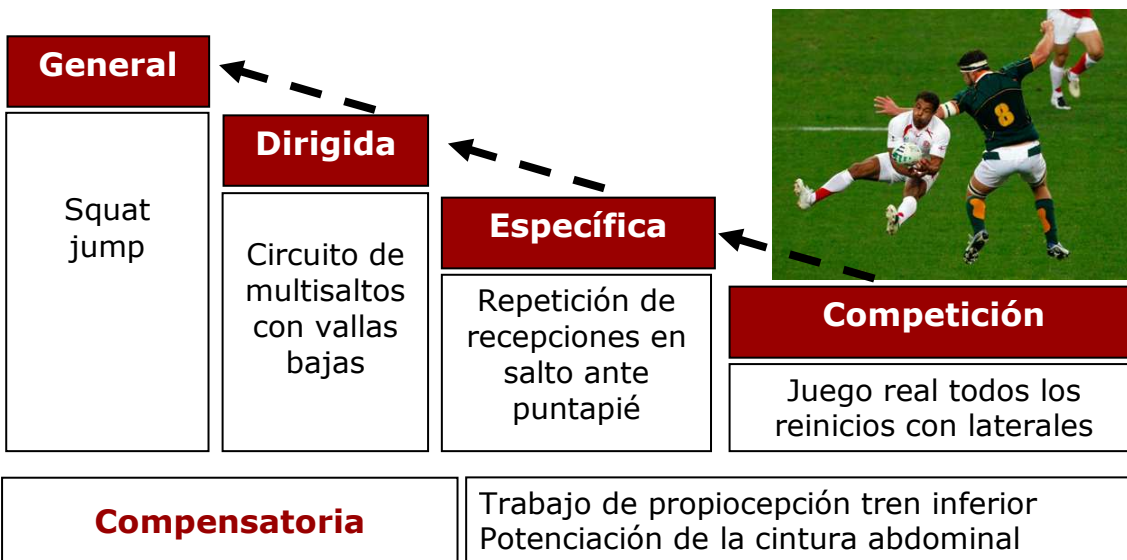 General
Squat
jump
Dirigida
Circuito de
multisaltos
con vallas
bajas
Específica
Repetición de
recepciones en
salto ante
puntapié
8
Competición
Juego real todos los
reinicios con laterales
Compensatoria
Trabajo de propiocepción tren inferior
Potenciación de la cintura abdominal